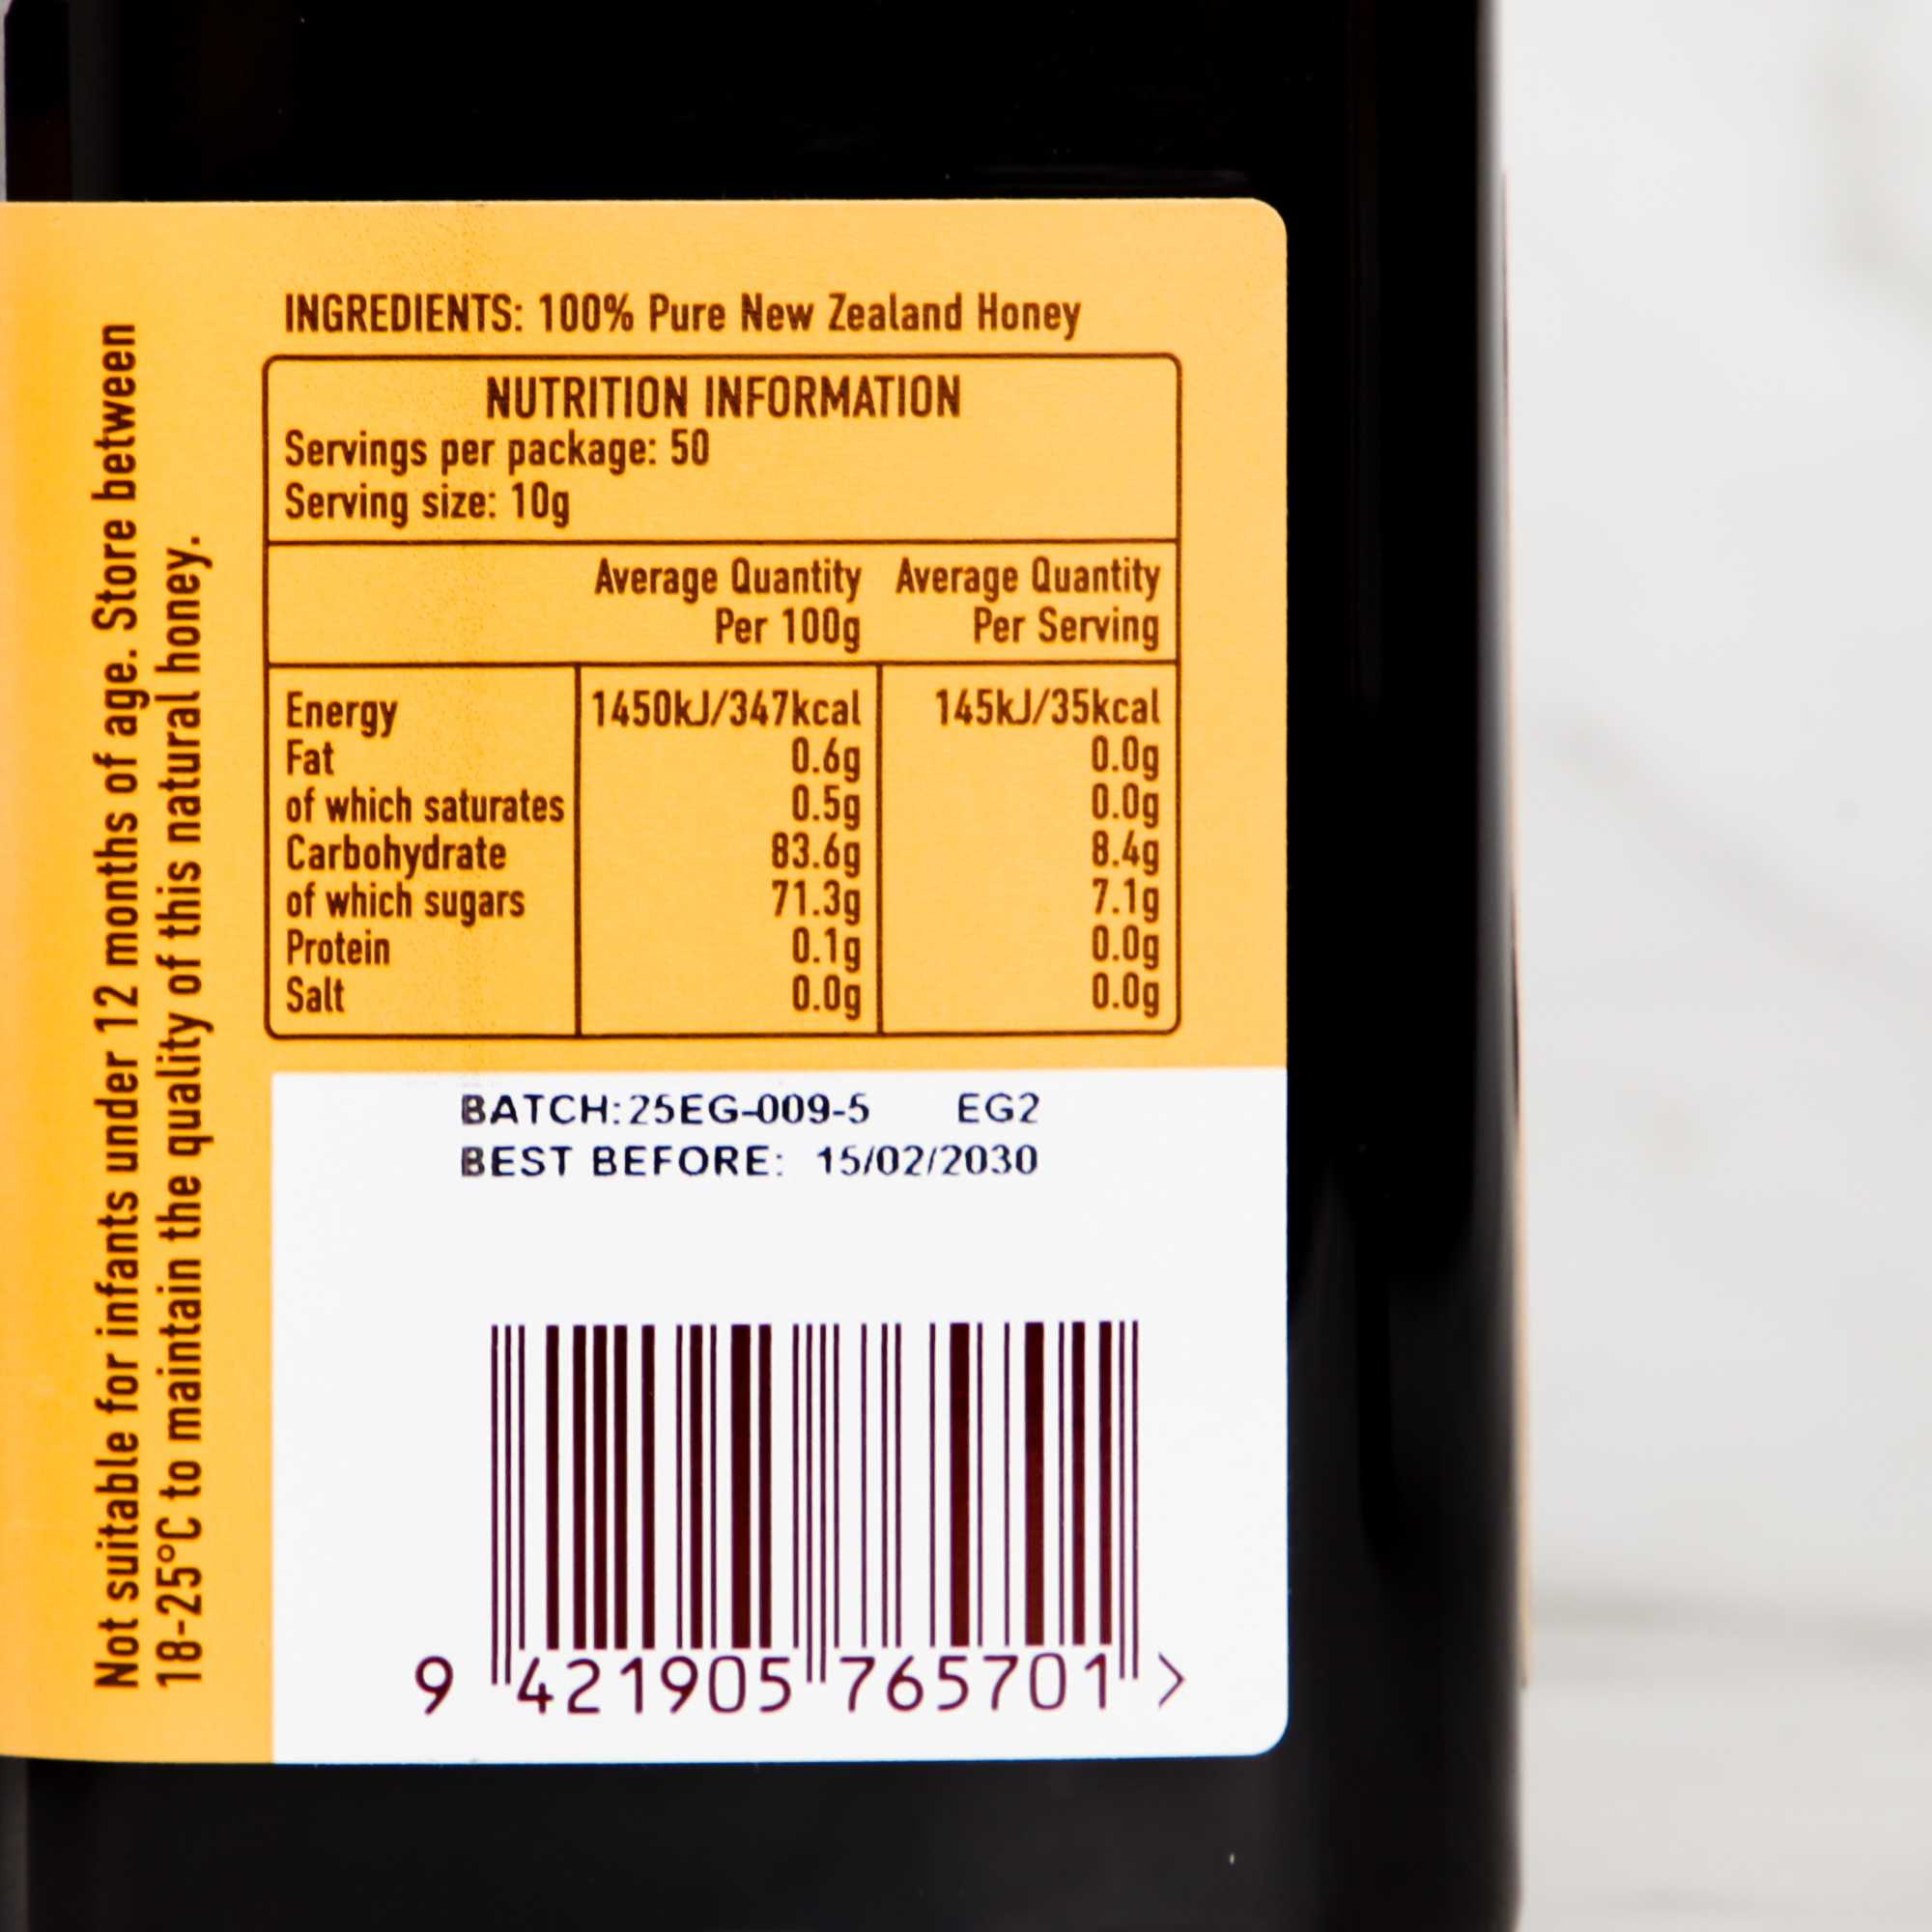 Not suitable for infants under 12 months of age. Store between
18-25°C to maintain the quality of this natural honey.
INGREDIENTS: 100% Pure New Zealand Honey
NUTRITION INFORMATION
Servings per package: 50
Serving size: 10g
Average Quantity Average Quantity
Per 100g Per Serving
Energy 1450kJ/347kcal 145kJ/35kcal
Fat 0.6g 0.0g
of which saturates 0.5g 0.0g
Carbohydrate 83.6g 8.4g
of which sugars 71.3g 7.1g
Protein 0.1g 0.0g
Salt 0.0g 0.0g
BATCH:25EG-009-5 EG2
BEST BEFORE: 15/02/2030
9 421905 765701 >